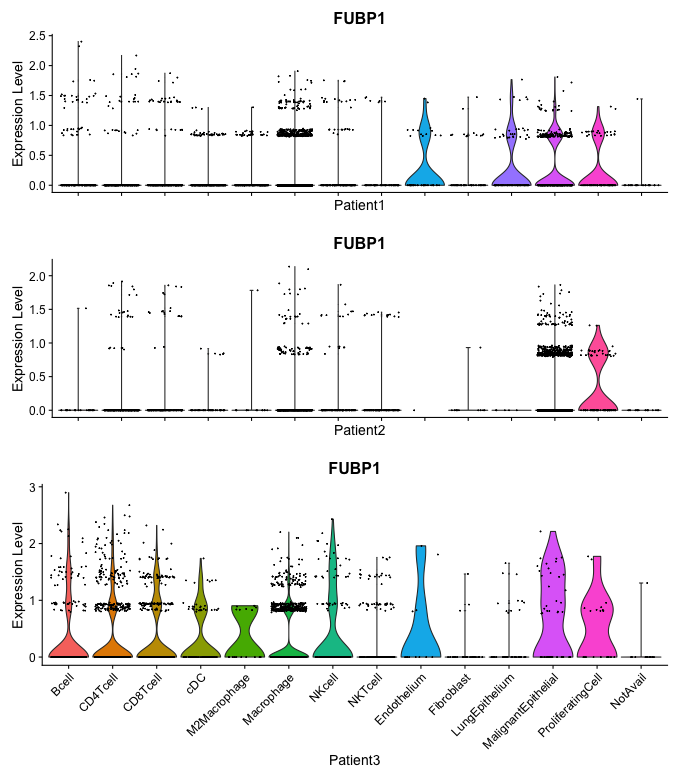 FUBP1
Expression Level
2.5
2.0
1.5
1.0
0.5
0.0
Patient1
FUBP1
Expression Level
2.0
1.5
1.0
0.5
0.0
Patient2
FUBP1
Expression Level
3
2
1
0
Bcell
CD4Tcell
CD8Tcell
cDC
M2Macrophage
Macrophage
NKcell
NKTcell
Endothelium
Fibroblast
LungEpithelium
MalignantEpithelial
ProliferatingCell
NotAvail
Patient3